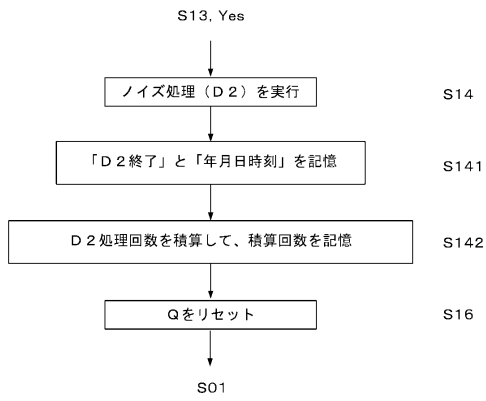 S13, Yes
ノイズ処理（D2）を実行
S14
「D2終了」と「年月日時刻」を記憶
S141
D2処理回数を積算して、積算回数を記憶
S142
Qをリセット
S16
S01